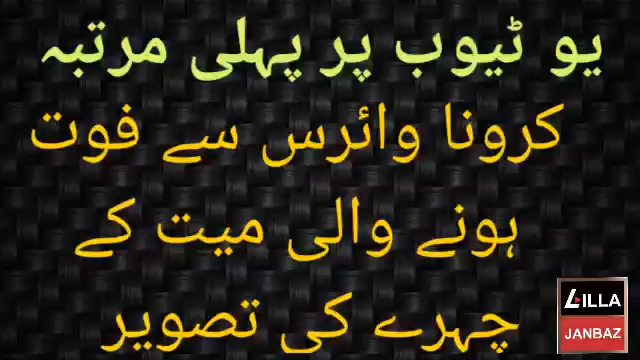 یو ٹیوب پر پہلی مرتبہ
کرونا وائرس سے فوت
ہونے والی میت کے
چہرے کی تصویر
LILLA
JANBAZ